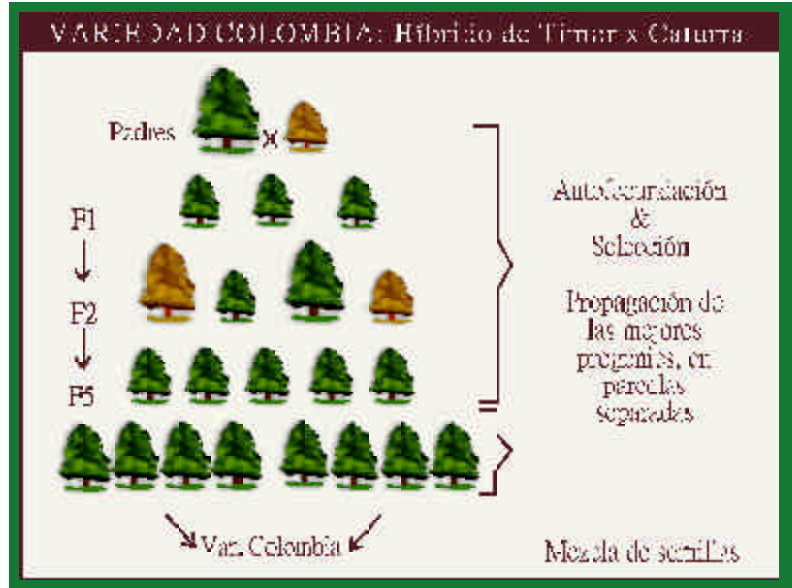 VARIEDAD COLOMBIA: Híbrido de Timor x Caturra
Padres
x
F1
F2
F5
Autofecundación
&
Selección
Propagación de
las mejores
progenies, en
parcelas
separadas
Var. Colombia
Mezcla de semillas